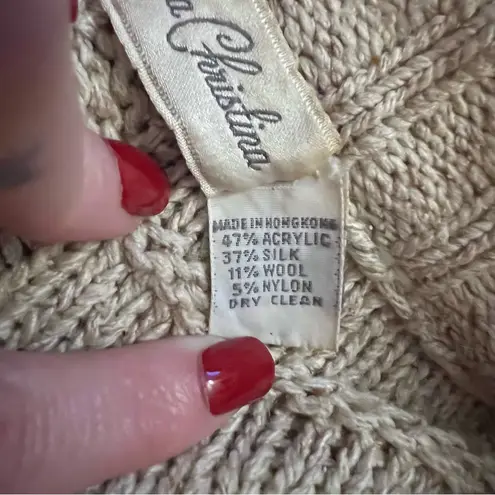 a Christina
MADE IN HONG KONG
47% ACRYLIC
37% SILK
11% WOOL
5% NYLON
DRY CLEAN